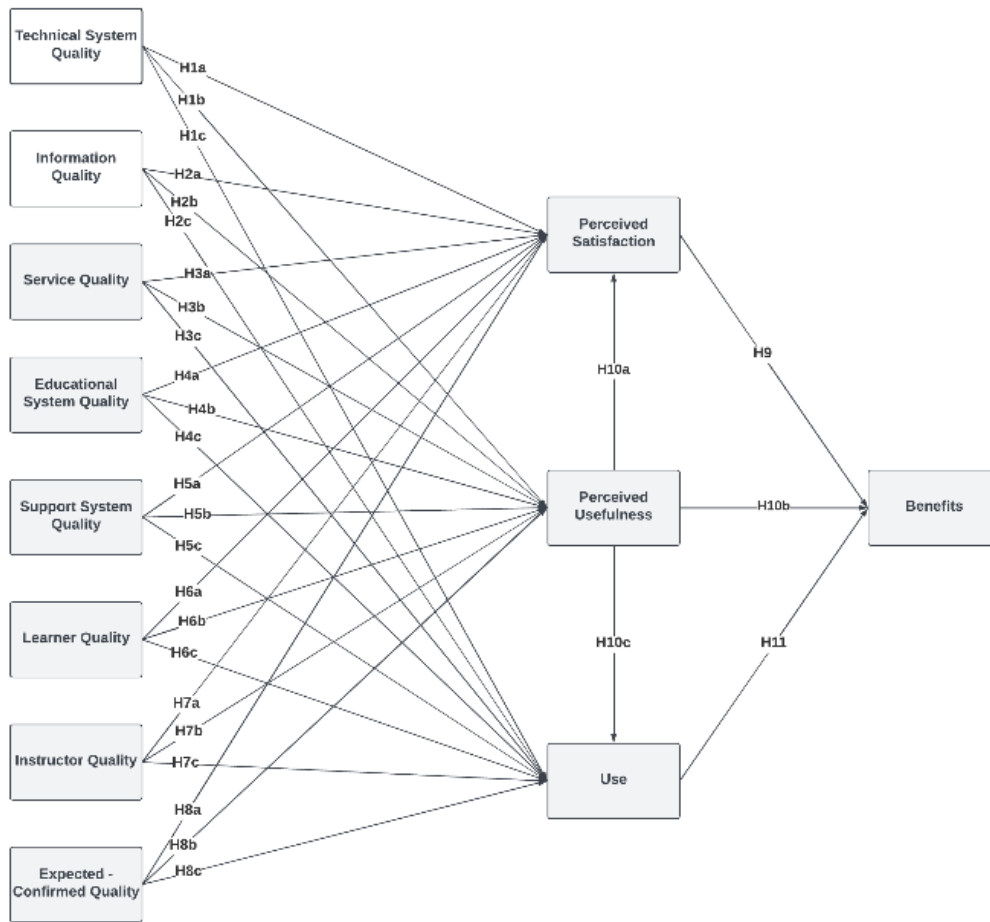 Technical System
Quality
H1a
H1b
H1c
Information
Quality
H2a
H2b
H2c
Service Quality
H3a
H3b
H3c
Educational
System Quality
H4a
H4b
H4c
Support System
Quality
H5a
H5b
H5c
Learner Quality
H6a
H6b
H6c
Instructor Quality
H7a
H7b
H7c
Expected -
Confirmed Quality
H8a
H8b
H8c
Perceived
Satisfaction
H10a
Perceived
Usefulness
H10c
Use
H9
H10b
H11
Benefits